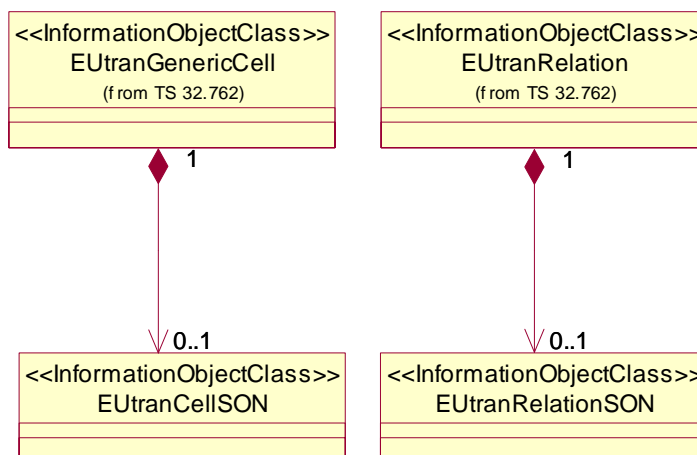 <<InformationObjectClass>>
EUtranGenericCell
(from TS 32.762)
1
0..1
<<InformationObjectClass>>
EUtranCellSON
<<InformationObjectClass>>
EUtranRelation
(from TS 32.762)
1
0..1
<<InformationObjectClass>>
EUtranRelationSON